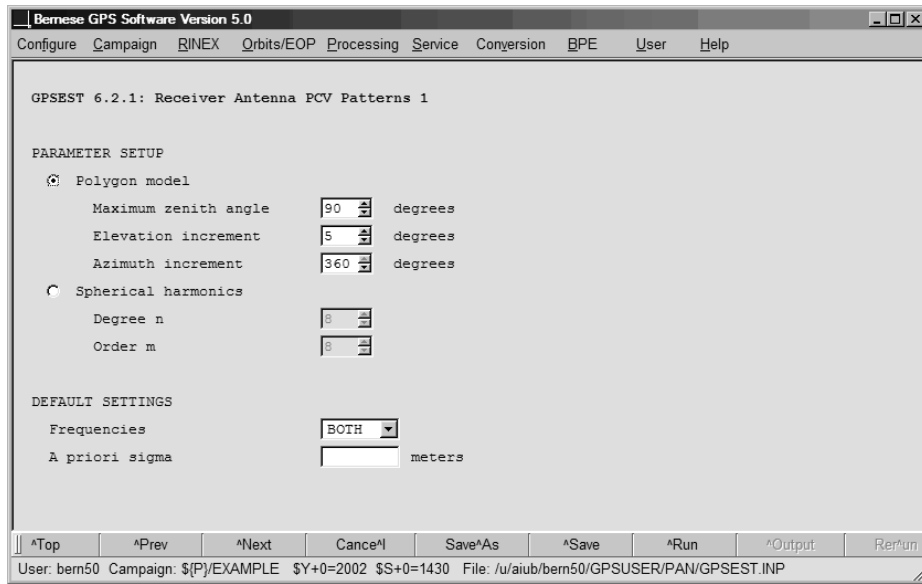 Bernese GPS Software Version 5.0
Configure Campaign RINEX Orbits/EOP Processing Service Conversion BPE User Help
GPSEST 6.2.1: Receiver Antenna PCV Patterns 1
PARAMETER SETUP
Polygon model
Maximum zenith angle 90 degrees
Elevation increment 5 degrees
Azimuth increment 360 degrees
Spherical harmonics
Degree n 8
Order m 8
DEFAULT SETTINGS
Frequencies BOTH
A priori sigma meters
^Top ^Prev ^Next Cance^l Save^As ^Save ^Run ^Output Rer^un
User: bern50 Campaign: ${P}/EXAMPLE $Y+0=2002 $S+0=1430 File: /u/aiub/bern50/GPSUSER/PAN/GPSEST.INP